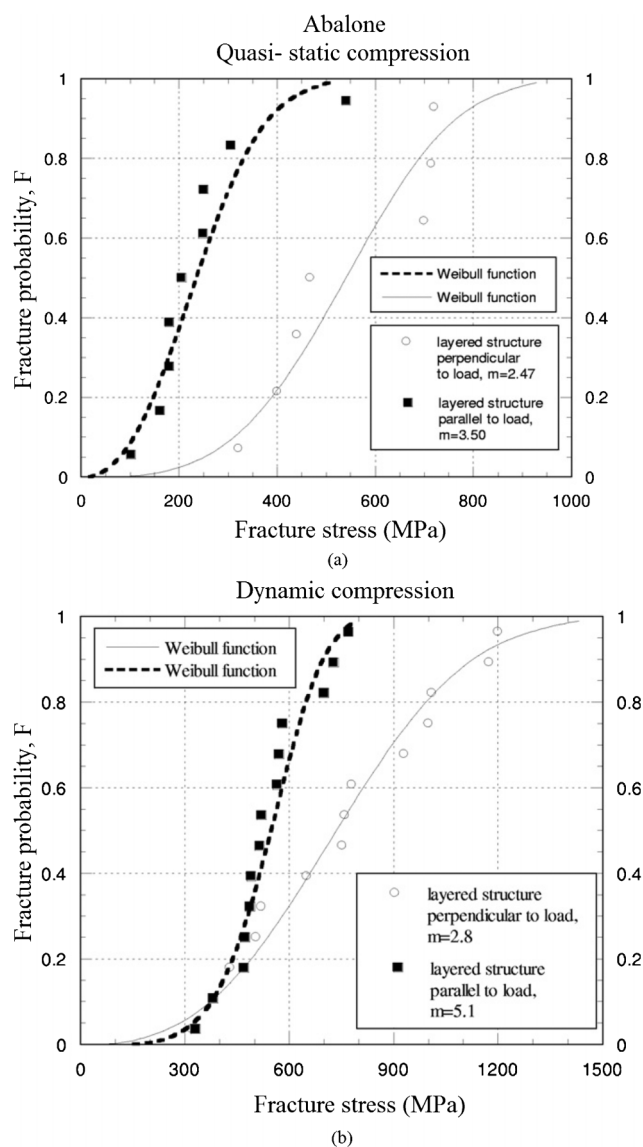 Abalone
Quasi- static compression
1
0.8
0.6
0.4
0.2
0
Fracture probability, F
1
0.8
0.6
0.4
0.2
0
Weibull function
Weibull function
layered structure
perpendicular
to load, m=2.47
layered structure
parallel to load,
m=3.50
0 200 400 600 800 1000
Fracture stress (MPa)
(a)
Dynamic compression
1
0.8
0.6
0.4
0.2
0
Fracture probability, F
1
0.8
0.6
0.4
0.2
0
Weibull function
Weibull function
layered structure
perpendicular to load,
m=2.8
layered structure
parallel to load,
m=5.1
0 300 600 900 1200 1500
Fracture stress (MPa)
(b)